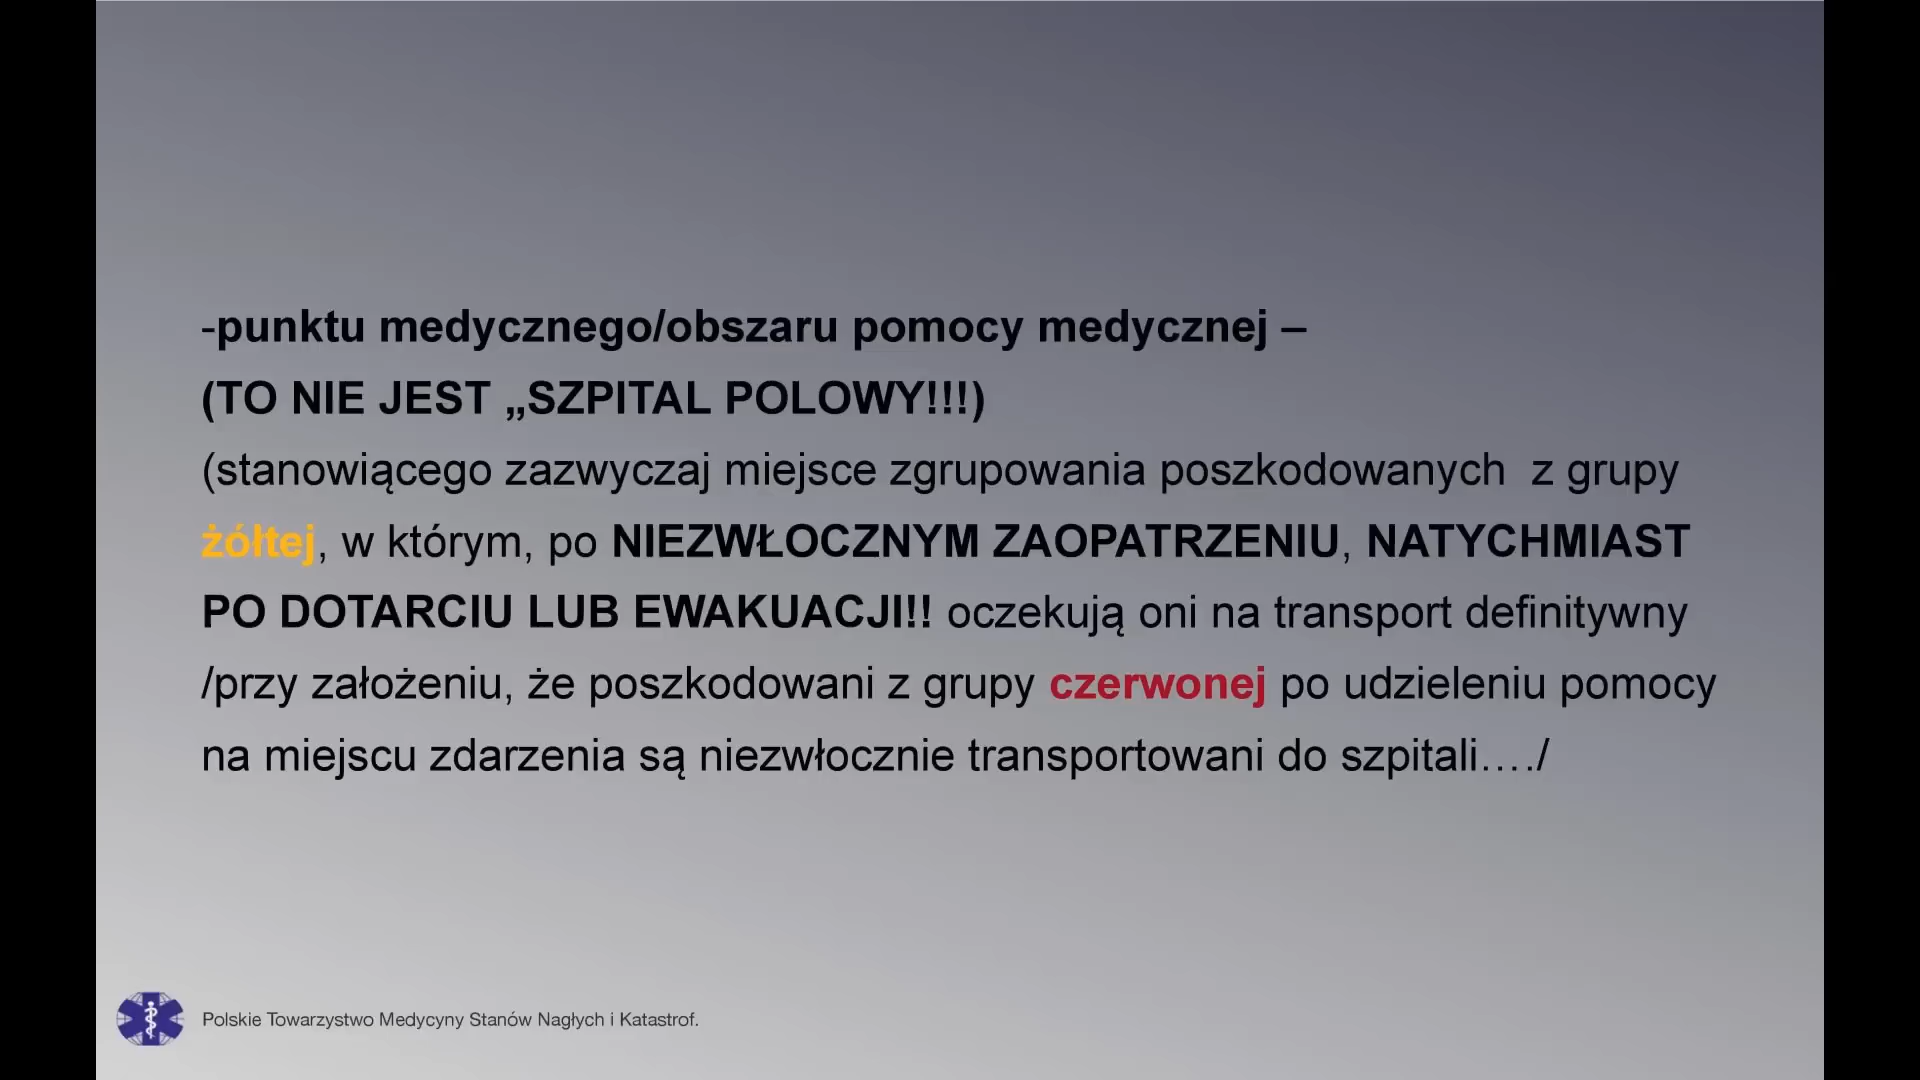 -punktu medycznego/obszaru pomocy medycznej –
(TO NIE JEST „SZPITAL POLOWY!!!)
(stanowiącego zazwyczaj miejsce zgrupowania poszkodowanych  z grupy
żółtej, w którym, po NIEZWŁOCZNYM ZAOPATRZENIU, NATYCHMIAST
PO DOTARCIU LUB EWAKUACJI!! oczekują oni na transport definitywny
/przy założeniu, że poszkodowani z grupy czerwonej po udzieleniu pomocy
na miejscu zdarzenia są niezwłocznie transportowani do szpitali…./
Polskie Towarzystwo Medycyny Stanów Nagłych i Katastrof.